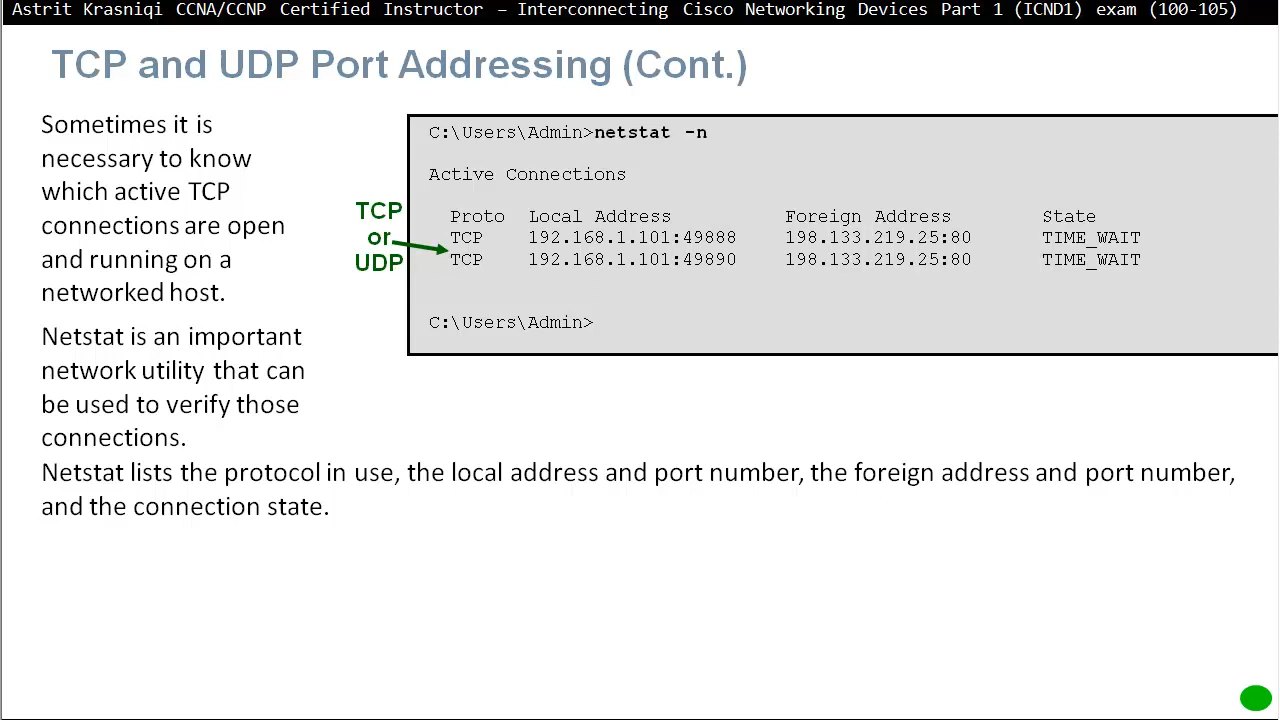 Astrit Krasniqi CCNA/CCNP Certified Instructor – Interconnecting Cisco Networking Devices Part 1 (ICND1) exam (100-105)
TCP and UDP Port Addressing (Cont.)
Sometimes it is
necessary to know
which active TCP
connections are open
and running on a
networked host.
Netstat is an important
network utility that can
be used to verify those
connections.
Netstat lists the protocol in use, the local address and port number, the foreign address and port number,
and the connection state.
TCP
or
UDP
C:\Users\Admin>netstat -n
Active Connections
Proto Local Address Foreign Address State
TCP 192.168.1.101:49888 198.133.219.25:80 TIME_WAIT
TCP 192.168.1.101:49890 198.133.219.25:80 TIME_WAIT
C:\Users\Admin>